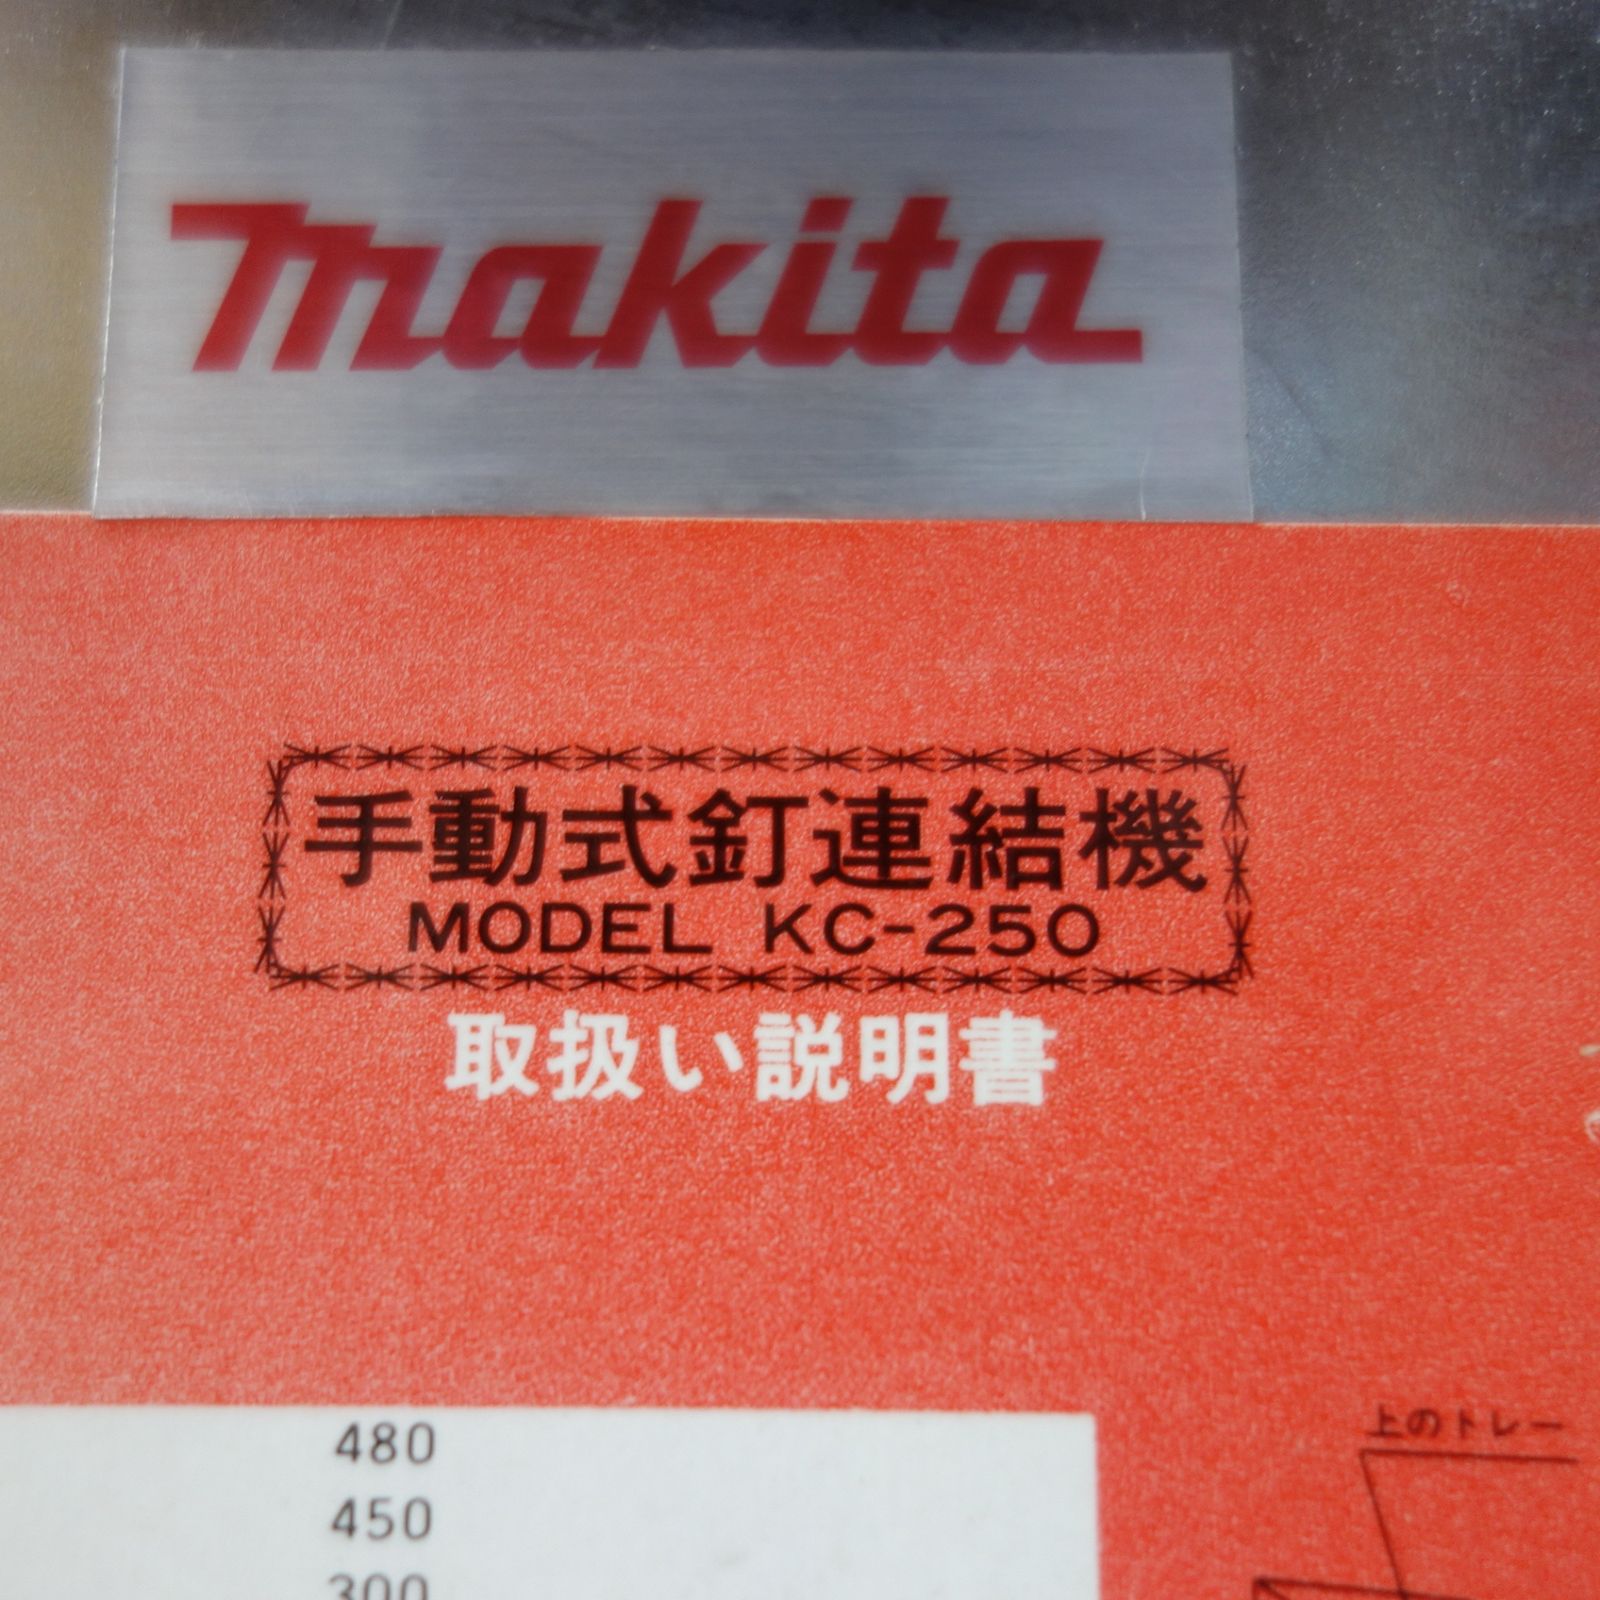 makita
手動式釘連結機
MODEL KC-250
取扱い説明書
480
上のトレー
450
300